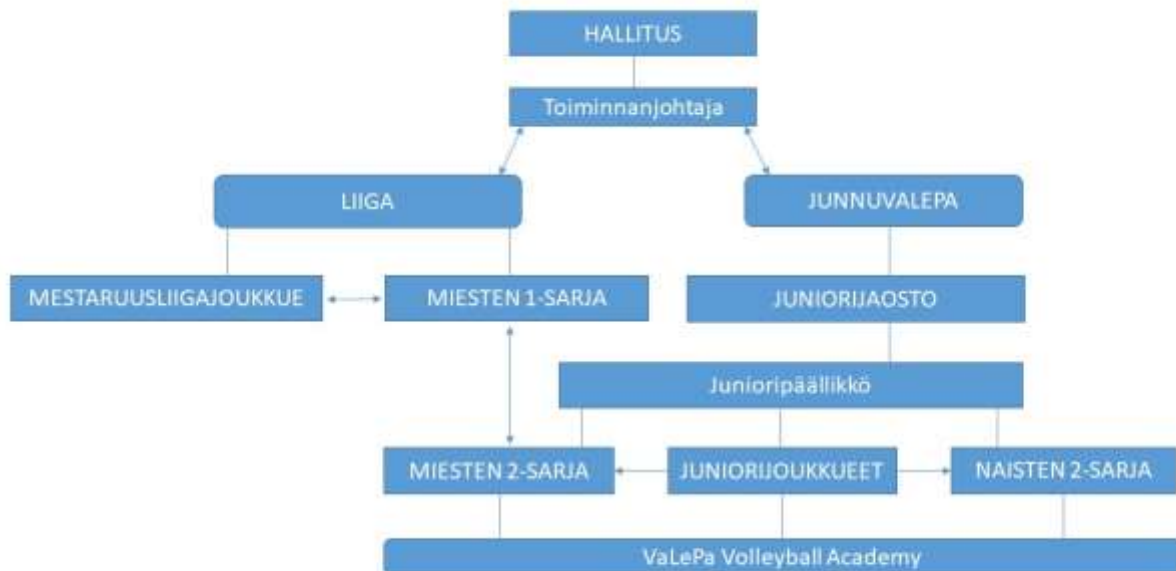 HALLITUS
Toiminnanjohtaja
LIIGA
JUNNUVALEPA
MESTARUUSLIIGAJOUKKUE
MIESTEN 1-SARJA
JUNIORIJAOSTO
Junioripäällikkö
MIESTEN 2-SARJA
JUNIORIJOUKKUEET
NAISTEN 2-SARJA
VaLePa Volleyball Academy